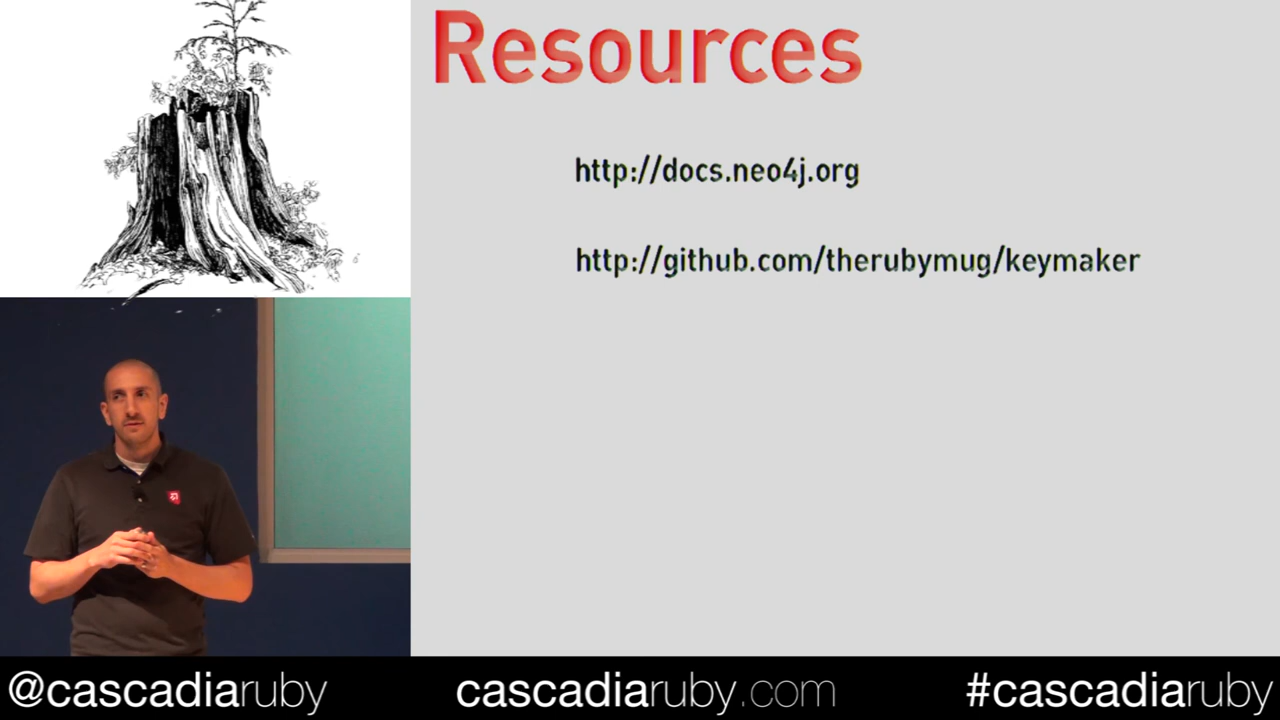 Resources
http://docs.neo4j.org
http://github.com/therubymug/keymaker
@cascadiaruby
cascadiaruby.com
#cascadiaruby